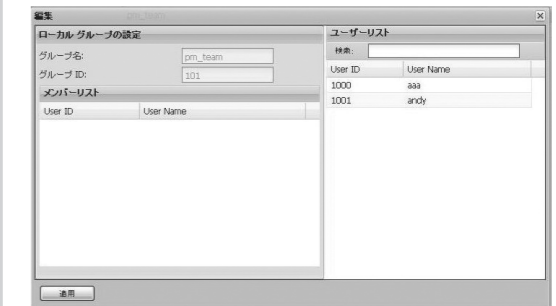 編集
ローカル グループの設定
グループ名: pm_team
グループ ID: 101
メンバーリスト
User ID User Name
ユーザーリスト
検索:
User ID User Name
1000 aaa
1001 andy
適用